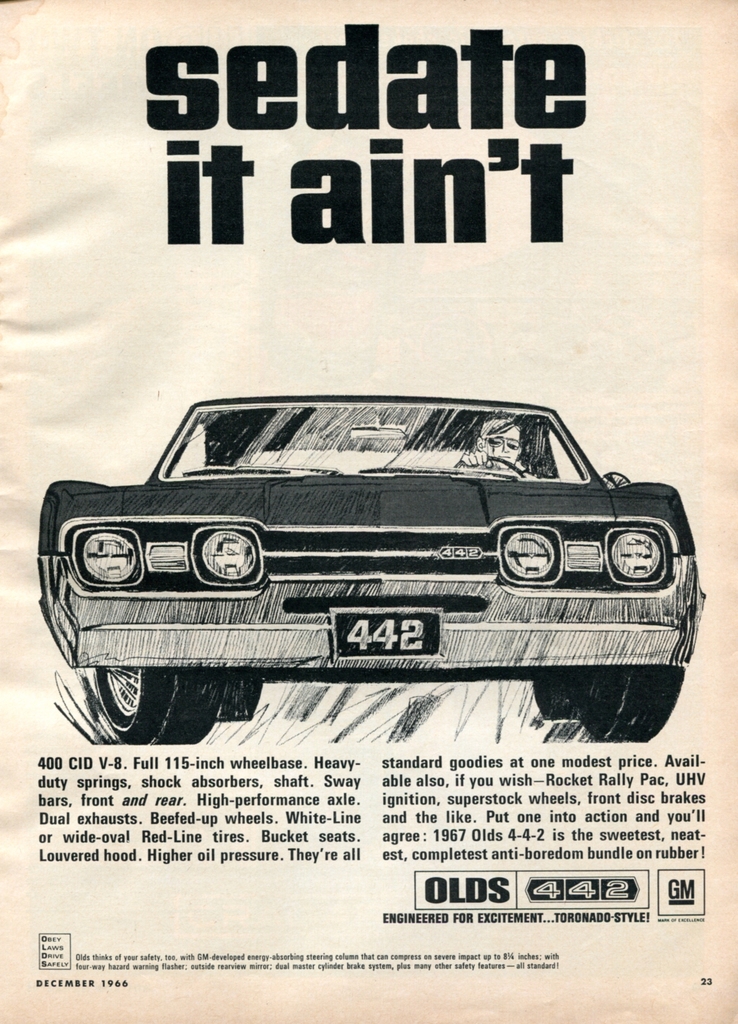 sedate
it ain't
442
442
400 CID V-8. Full 115-inch wheelbase. Heavy-
duty springs, shock absorbers, shaft. Sway
bars, front and rear. High-performance axle.
Dual exhausts. Beefed-up wheels. White-Line
or wide-oval Red-Line tires. Bucket seats.
Louvered hood. Higher oil pressure. They're all
standard goodies at one modest price. Avail-
able also, if you wish—Rocket Rally Pac, UHV
ignition, superstock wheels, front disc brakes
and the like. Put one into action and you'll
agree: 1967 Olds 4-4-2 is the sweetest, neat-
est, completest anti-boredom bundle on rubber!
OLDS 442 GM
MARK OF EXCELLENCE
ENGINEERED FOR EXCITEMENT...TORONADO-STYLE!
OBEY
LAWS
DRIVE
SAFELY
Olds thinks of your safety, too, with GM-developed energy-absorbing steering column that can compress on severe impact up to 8¼ inches; with
four-way hazard warning flasher; outside rearview mirror; dual master cylinder brake system, plus many other safety features—all standard!
DECEMBER 1966
23